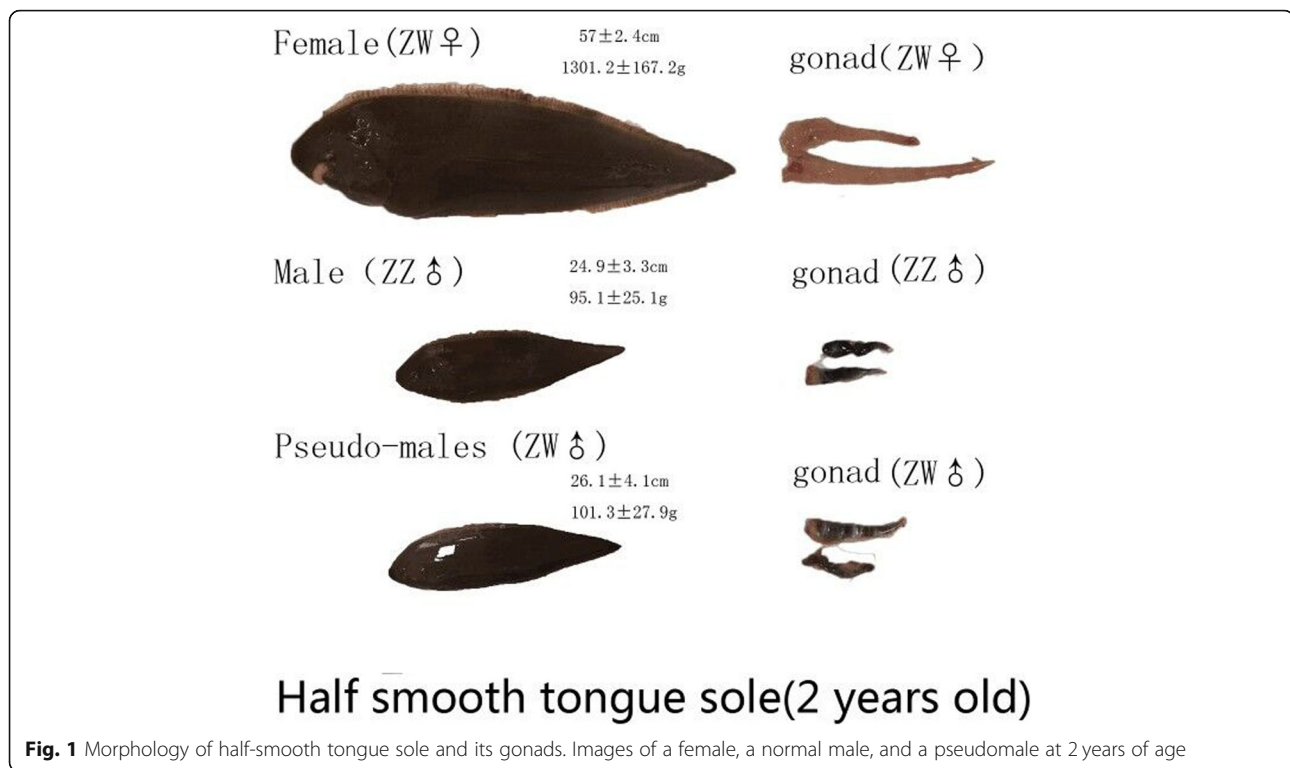 Female(ZW♀)
57±2.4cm
1301.2±167.2g
gonad(ZW♀)
Male (ZZ♂)
24.9±3.3cm
95.1±25.1g
gonad(ZZ♂)
Pseudo-males (ZW♂)
26.1±4.1cm
101.3±27.9g
gonad(ZW♂)
Half smooth tongue sole(2 years old)
Fig. 1 Morphology of half-smooth tongue sole and its gonads. Images of a female, a normal male, and a pseudomale at 2 years of age